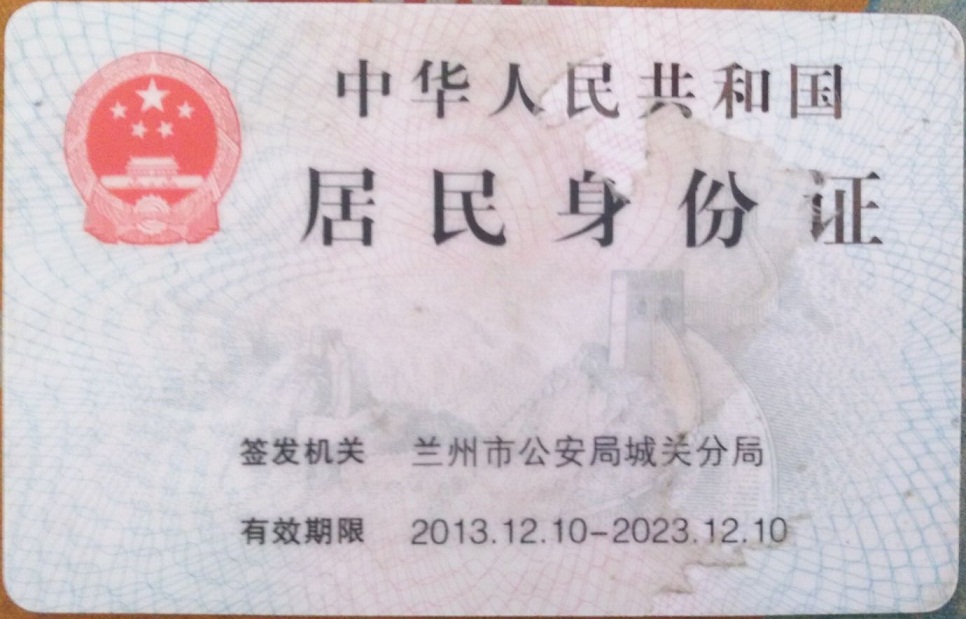 中华人民共和国
居民身份证
签发机关 兰州市公安局城关分局
有效期限 2013.12.10-2023.12.10